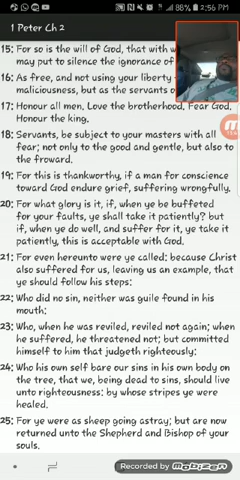 88% 2:56 PM
1 Peter Ch 2
15: For so is the will of God, that with w
may put to silence the ignorance of
16: As free, and not using your liberty
maliciousness, but as the servants o
17: Honour all men. Love the brotherhood. Fear God.
Honour the king.
18: Servants, be subject to your masters with all
fear; not only to the good and gentle, but also to
the froward.
19: For this is thankworthy, if a man for conscience
toward God endure grief, suffering wrongfully.
20: For what glory is it, if, when ye be buffeted
for your faults, ye shall take it patiently? but
if, when ye do well, and suffer for it, ye take it
patiently, this is acceptable with God.
21: For even hereunto were ye called: because Christ
also suffered for us, leaving us an example, that
ye should follow his steps:
22: Who did no sin, neither was guile found in his
mouth:
23: Who, when he was reviled, reviled not again; when
he suffered, he threatened not; but committed
himself to him that judgeth righteously:
24: Who his own self bare our sins in his own body on
the tree, that we, being dead to sins, should live
unto righteousness: by whose stripes ye were
healed.
25: For ye were as sheep going astray; but are now
returned unto the Shepherd and Bishop of your
souls.
Recorded by mobizen